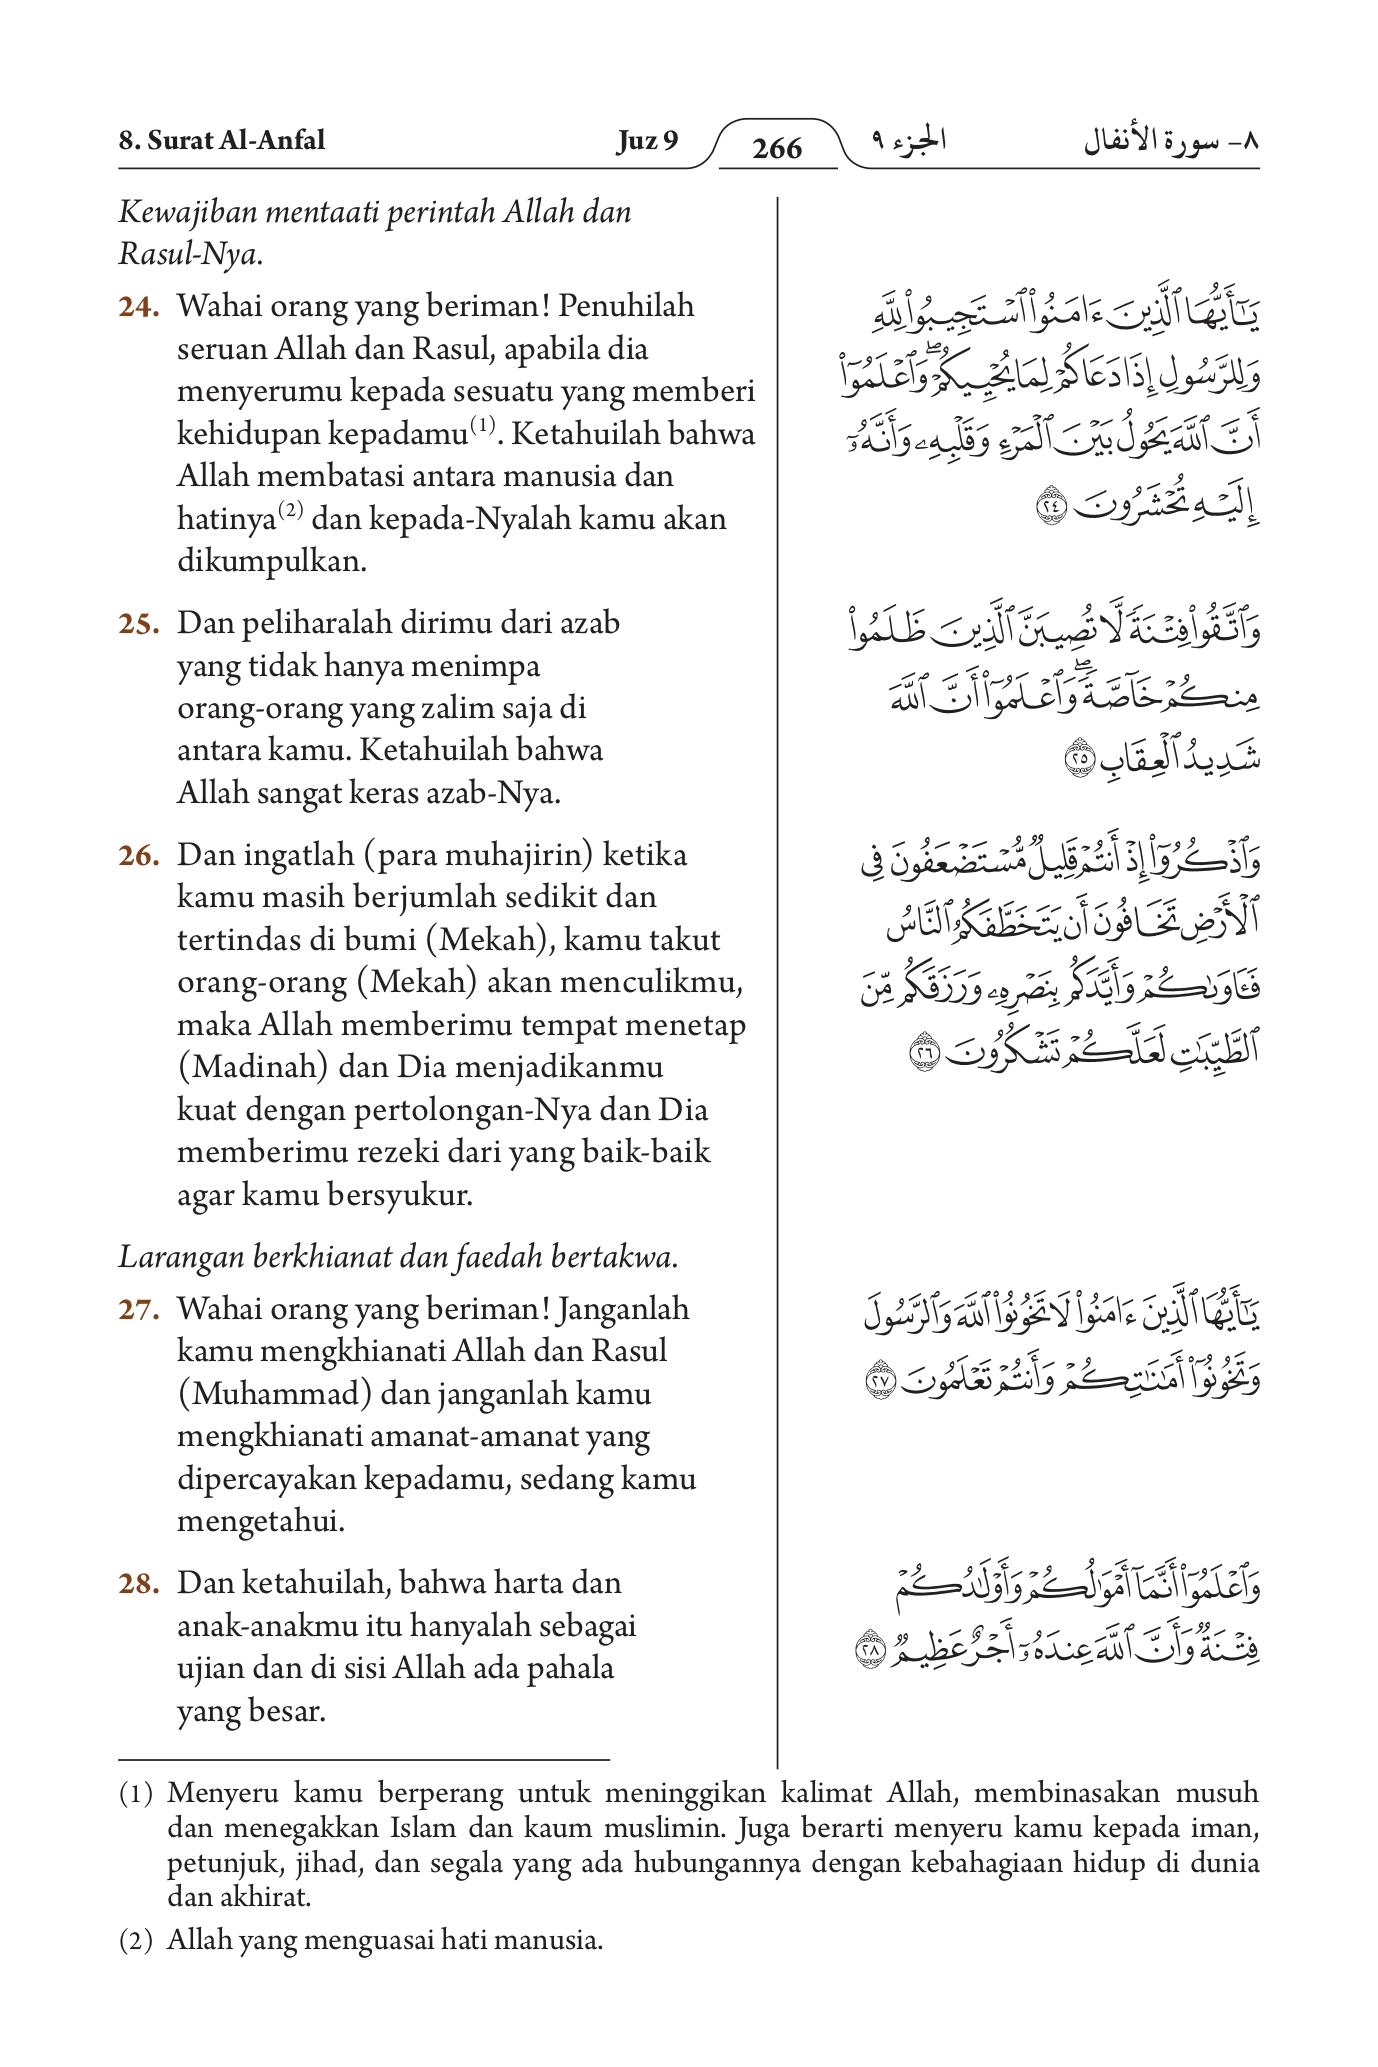 8. Surat Al-Anfal Juz 9 266 الجزء ٩ ٨- سورة الأنفال
Kewajiban mentaati perintah Allah dan
Rasul-Nya.
24. Wahai orang yang beriman! Penuhilah
seruan Allah dan Rasul, apabila dia
menyerumu kepada sesuatu yang memberi
kehidupan kepadamu(1). Ketahuilah bahwa
Allah membatasi antara manusia dan
hatinya(2) dan kepada-Nyalah kamu akan
dikumpulkan.
يَـٰٓأَيُّهَا ٱلَّذِينَ ءَامَنُوا۟ ٱسْتَجِيبُوا۟ لِلَّهِ
وَلِلرَّسُولِ إِذَا دَعَاكُمْ لِمَا يُحْيِيكُمْ ۖ وَٱعْلَمُوٓا۟
أَنَّ ٱللَّهَ يَحُولُ بَيْنَ ٱلْمَرْءِ وَقَلْبِهِۦ وَأَنَّهُۥٓ
إِلَيْهِ تُحْشَرُونَ ٢٤
25. Dan peliharalah dirimu dari azab
yang tidak hanya menimpa
orang-orang yang zalim saja di
antara kamu. Ketahuilah bahwa
Allah sangat keras azab-Nya.
وَٱتَّقُوا۟ فِتْنَةً لَّا تُصِيبَنَّ ٱلَّذِينَ ظَلَمُوا۟
مِنكُمْ خَآصَّةً ۖ وَٱعْلَمُوٓا۟ أَنَّ ٱللَّهَ
شَدِيدُ ٱلْعِقَابِ ٢٥
26. Dan ingatlah (para muhajirin) ketika
kamu masih berjumlah sedikit dan
tertindas di bumi (Mekah), kamu takut
orang-orang (Mekah) akan menculikmu,
maka Allah memberimu tempat menetap
(Madinah) dan Dia menjadikanmu
kuat dengan pertolongan-Nya dan Dia
memberimu rezeki dari yang baik-baik
agar kamu bersyukur.
وَٱذْكُرُوٓا۟ إِذْ أَنتُمْ قَلِيلٌ مُّسْتَضْعَفُونَ فِى
ٱلْأَرْضِ تَخَافُونَ أَن يَتَخَطَّفَكُمُ ٱلنَّاسُ
فَـَٔاوَىٰكُمْ وَأَيَّدَكُم بِنَصْرِهِۦ وَرَزَقَكُم مِّنَ
ٱلطَّيِّبَـٰتِ لَعَلَّكُمْ تَشْكُرُونَ ٢٦
Larangan berkhianat dan faedah bertakwa.
27. Wahai orang yang beriman! Janganlah
kamu mengkhianati Allah dan Rasul
(Muhammad) dan janganlah kamu
mengkhianati amanat-amanat yang
dipercayakan kepadamu, sedang kamu
mengetahui.
يَـٰٓأَيُّهَا ٱلَّذِينَ ءَامَنُوا۟ لَا تَخُونُوا۟ ٱللَّهَ وَٱلرَّسُولَ
وَتَخُونُوٓا۟ أَمَـٰنَـٰتِكُمْ وَأَنتُمْ تَعْلَمُونَ ٢٧
28. Dan ketahuilah, bahwa harta dan
anak-anakmu itu hanyalah sebagai
ujian dan di sisi Allah ada pahala
yang besar.
وَٱعْلَمُوٓا۟ أَنَّمَآ أَمْوَٰلُكُمْ وَأَوْلَـٰدُكُمْ
فِتْنَةٌ وَأَنَّ ٱللَّهَ عِندَهُۥٓ أَجْرٌ عَظِيمٌ ٢٨
(1) Menyeru kamu berperang untuk meninggikan kalimat Allah, membinasakan musuh
dan menegakkan Islam dan kaum muslimin. Juga berarti menyeru kamu kepada iman,
petunjuk, jihad, dan segala yang ada hubungannya dengan kebahagiaan hidup di dunia
dan akhirat.
(2) Allah yang menguasai hati manusia.